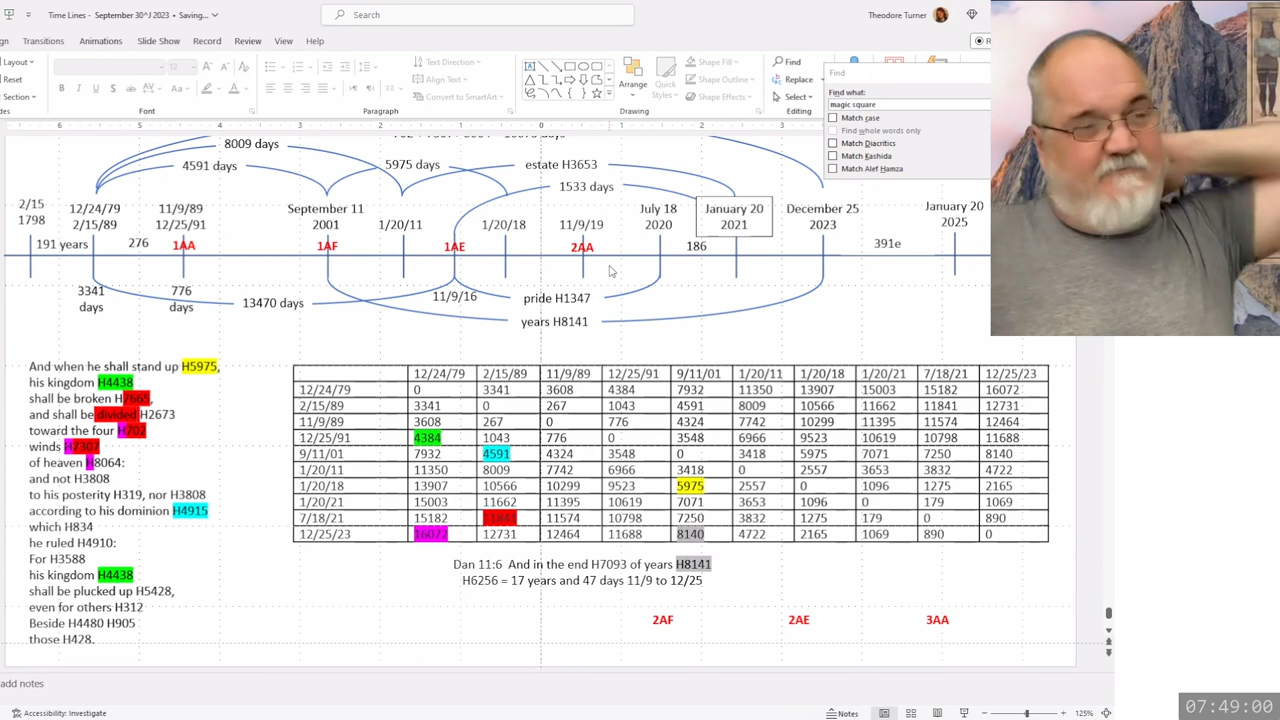 Time Lines - September 30^J 2023 • Saving...
Search
Theodore Turner
Transitions Animations Slide Show Record Review View Help
Layout
Reset
Section
Font
Paragraph
Text Direction
Align Text
Convert to SmartArt
Arrange
Quick Styles
Shape Fill
Shape Outline
Shape Effects
Drawing
Find
Replace
Select
Editing
Find
Find what:
magic square
Match case
Find whole words only
Match Diacritics
Match Kashida
Match Alef Hamza
6 5 4 3 2 1 0 1 2 3
8009 days
4591 days
5975 days
estate H3653
1533 days
2/15 1798
12/24/79 2/15/89
11/9/89 12/25/91
September 11 2001
1/20/11
1/20/18
11/9/19
July 18 2020
January 20 2021
December 25 2023
January 20 2025
191 years
276
1AA
1AF
1AE
2AA
186
391e
3341 days
776 days
13470 days
11/9/16
pride H1347
years H8141
And when he shall stand up H5975,
his kingdom H4438
shall be broken H7665,
and shall be divided H2673
toward the four H702
winds H7307
of heaven H8064:
and not H3808
to his posterity H319, nor H3808
according to his dominion H4915
which H834
he ruled H4910:
For H3588
his kingdom H4438
shall be plucked up H5428,
even for others H312
Beside H4480 H905
those H428.
12/24/79 2/15/89 11/9/89 12/25/91 9/11/01 1/20/11 1/20/18 1/20/21 7/18/21 12/25/23
12/24/79 0 3341 3608 4384 7932 11350 13907 15003 15182 16072
2/15/89 3341 0 267 1043 4591 8009 10566 11662 11841 12731
11/9/89 3608 267 0 776 4324 7742 10299 11395 11574 12464
12/25/91 4384 1043 776 0 3548 6966 9523 10619 10798 11688
9/11/01 7932 4591 4324 3548 0 3418 5975 7071 7250 8140
1/20/11 11350 8009 7742 6966 3418 0 2557 3653 3832 4722
1/20/18 13907 10566 10299 9523 5975 2557 0 1096 1275 2165
1/20/21 15003 11662 11395 10619 7071 3653 1096 0 179 1069
7/18/21 15182 11841 11574 10798 7250 3832 1275 179 0 890
12/25/23 16072 12731 12464 11688 8140 4722 2165 1069 890 0
Dan 11:6 And in the end H7093 of years H8141
H6256 = 17 years and 47 days 11/9 to 12/25
2AF 2AE 3AA
add notes
Accessibility: Investigate
Notes
125%
07:49:00